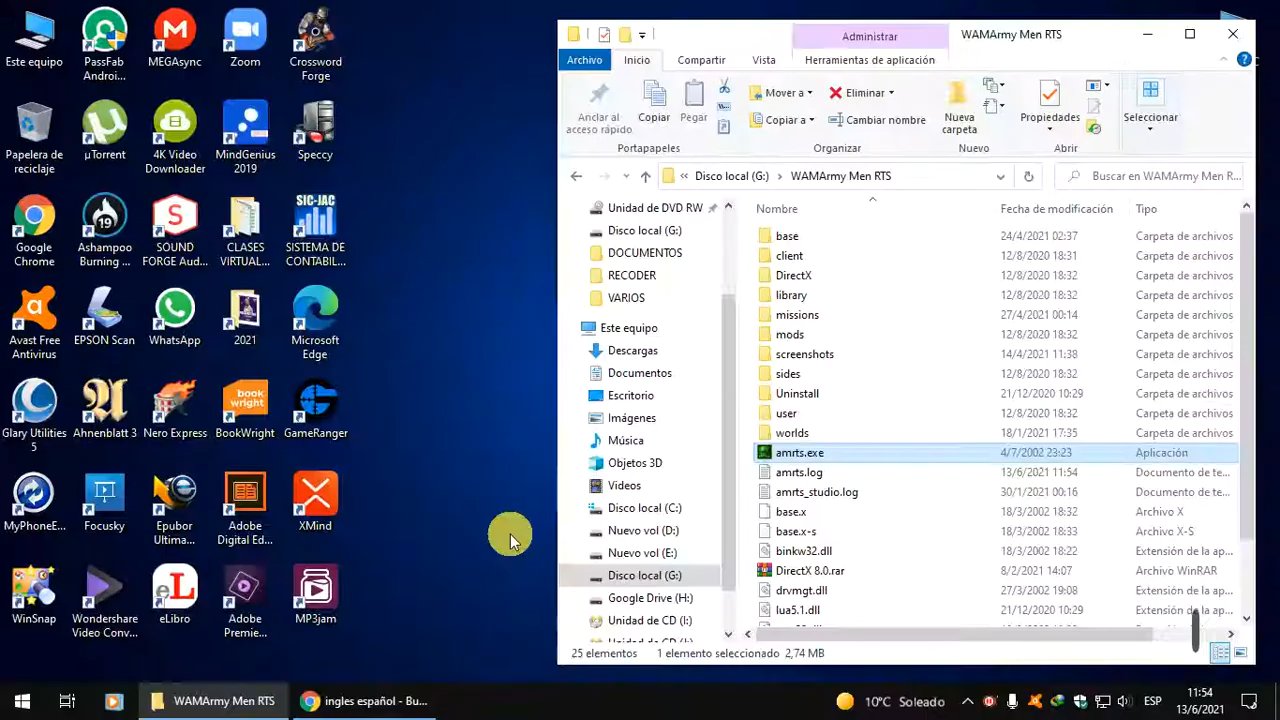 Este equipo
PassFab
Androi...
MEGAsync
Zoom
Crossword
Forge
Papelera de
reciclaje
µTorrent
4K Video
Downloader
MindGenius
2019
Speccy
Google
Chrome
19
Ashampoo
Burning ...
SOUND
FORGE Aud...
CLASES
VIRTUAL...
SIC-JAC
SISTEMA DE
CONTABIL...
Avast Free
Antivirus
EPSON Scan
WhatsApp
2021
Microsoft
Edge
Glary Utilities
5
Ahnenblatt 3
Nero Express
book
wright
BookWright
GameRanger
MyPhoneE...
Focusky
Epubor
Ultima...
Adobe
Digital Ed...
XMind
WinSnap
Wondershare
Video Conv...
eL
eLibro
Adobe
Premie...
MP3jam
Administrar
WAMArmy Men RTS
Archivo
Inicio
Compartir
Vista
Herramientas de aplicación
Anclar al
acceso rápido
Copiar
Pegar
Mover a
Copiar a
Eliminar
Cambiar nombre
Nueva
carpeta
Propiedades
Seleccionar
Portapapeles
Organizar
Nuevo
Abrir
« Disco local (G:) › WAMArmy Men RTS
Buscar en WAMArmy Men R...
Unidad de DVD RW
Disco local (G:)
DOCUMENTOS
RECODER
VARIOS
Este equipo
Descargas
Documentos
Escritorio
Imágenes
Música
Objetos 3D
Videos
Disco local (C:)
Nuevo vol (D:)
Nuevo vol (E:)
Disco local (G:)
Google Drive (H:)
Unidad de CD (I:)
Nombre Fecha de modificación Tipo
base 24/4/2021 02:37 Carpeta de archivos
client 12/8/2020 18:31 Carpeta de archivos
DirectX 12/8/2020 18:32 Carpeta de archivos
library 12/8/2020 18:32 Carpeta de archivos
missions 27/4/2021 00:14 Carpeta de archivos
mods 12/8/2020 18:32 Carpeta de archivos
screenshots 14/4/2021 11:38 Carpeta de archivos
sides 12/8/2020 18:32 Carpeta de archivos
Uninstall 21/12/2020 10:29 Carpeta de archivos
user 12/8/2020 18:32 Carpeta de archivos
worlds 18/1/2021 17:35 Carpeta de archivos
amrts.exe 4/7/2002 23:23 Aplicación
amrts.log 13/6/2021 11:54 Documento de te...
amrts_studio.log 30/1/2021 00:16 Documento de te...
base.x 18/3/2002 18:32 Archivo X
base.x-s 18/3/2002 18:33 Archivo X-S
binkw32.dll 18/3/2002 18:22 Extensión de la ap...
DirectX 8.0.rar 8/2/2021 14:07 Archivo WinRAR
drvmgt.dll 27/3/2002 19:08 Extensión de la ap...
lua5.1.dll 21/12/2020 10:29 Extensión de la ap...
25 elementos 1 elemento seleccionado 2,74 MB
WAMArmy Men RTS
ingles español - Bu...
10°C Soleado
ESP
11:54
13/6/2021